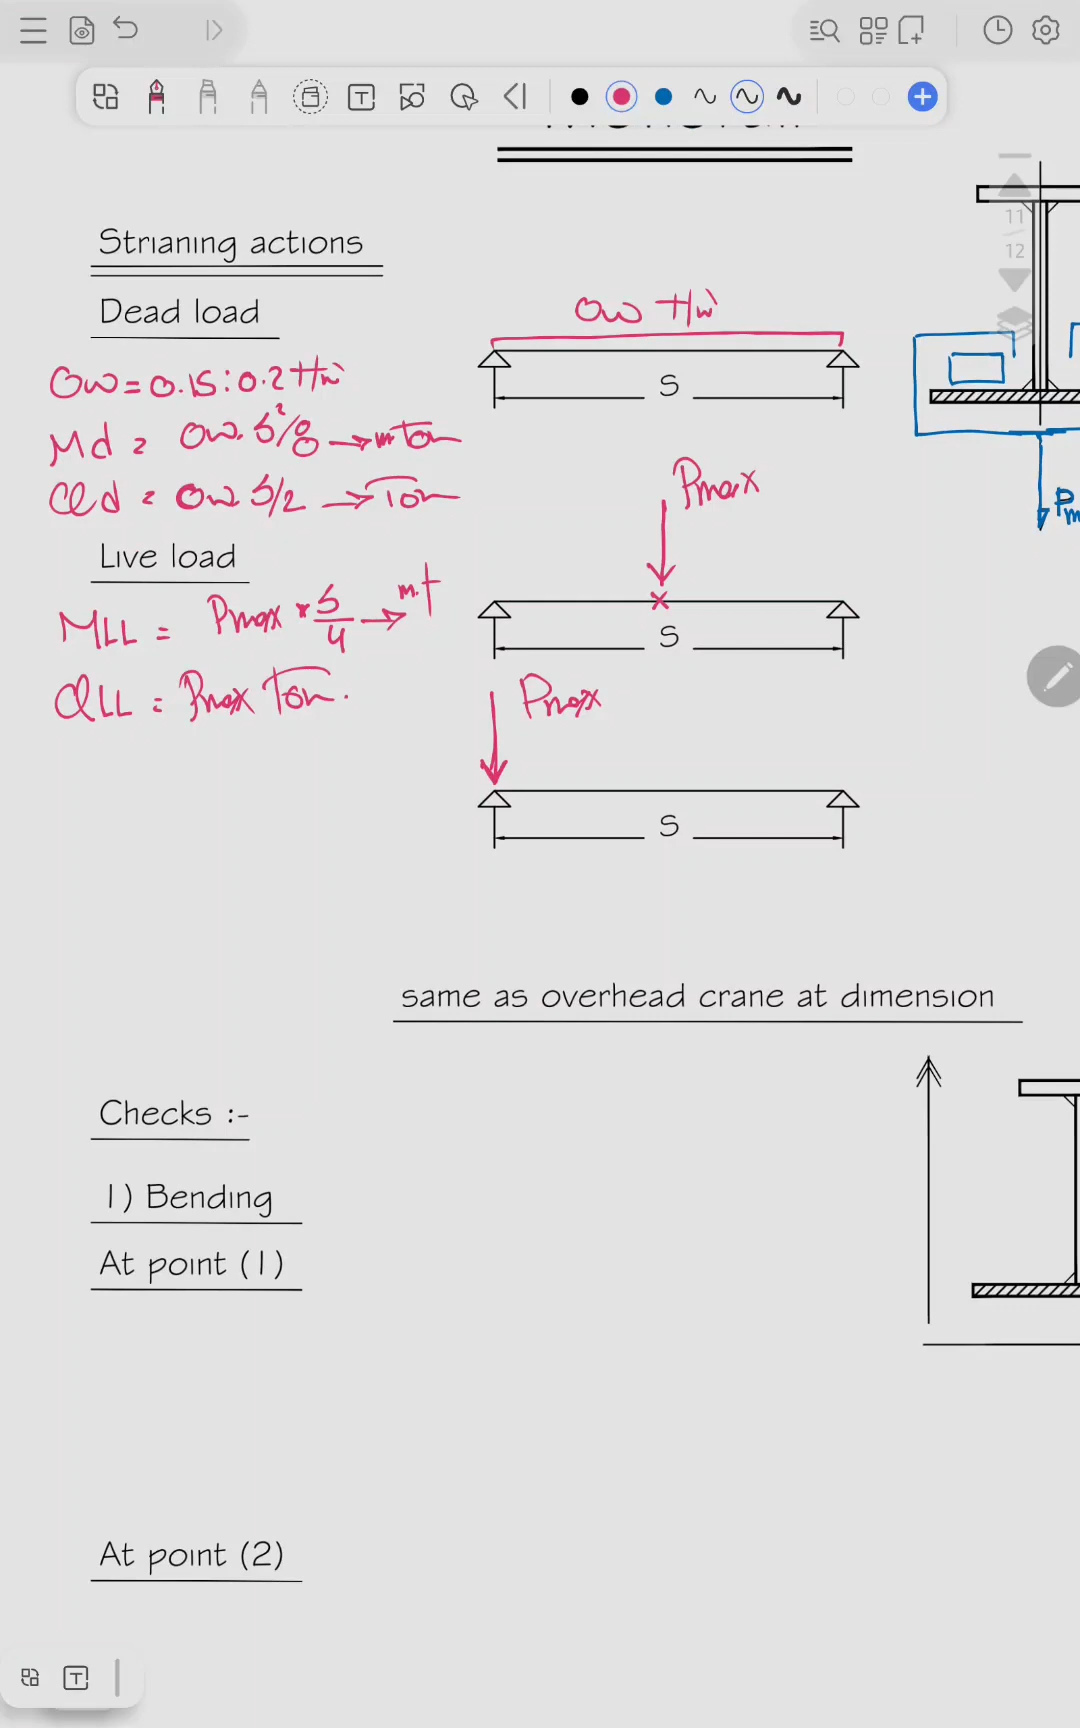 11
12
Strianing actions
Dead load
ow t/m'
ow = 0.15 : 0.2 t/m'
S
Md = ow. S²/8 → m Ton
Qd = ow S/2 → Ton
Pmax
Pm
Live load
MLL = Pmax * S/4 → m.t
S
QLL = Pmax Ton.
Pmax
S
same as overhead crane at dimension
Checks :-
1) Bending
At point (1)
At point (2)